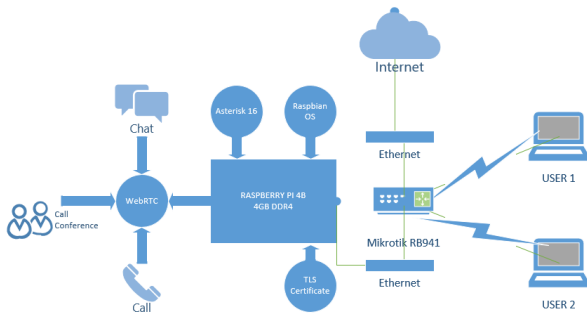 Internet
Asterisk 16
Raspbian
OS
Chat
Ethernet
USER 1
WebRTC
RASPBERRY PI 4B
4GB DDR4
Call
Conference
Mikrotik RB941
Ethernet
TLS
Certificate
Call
USER 2